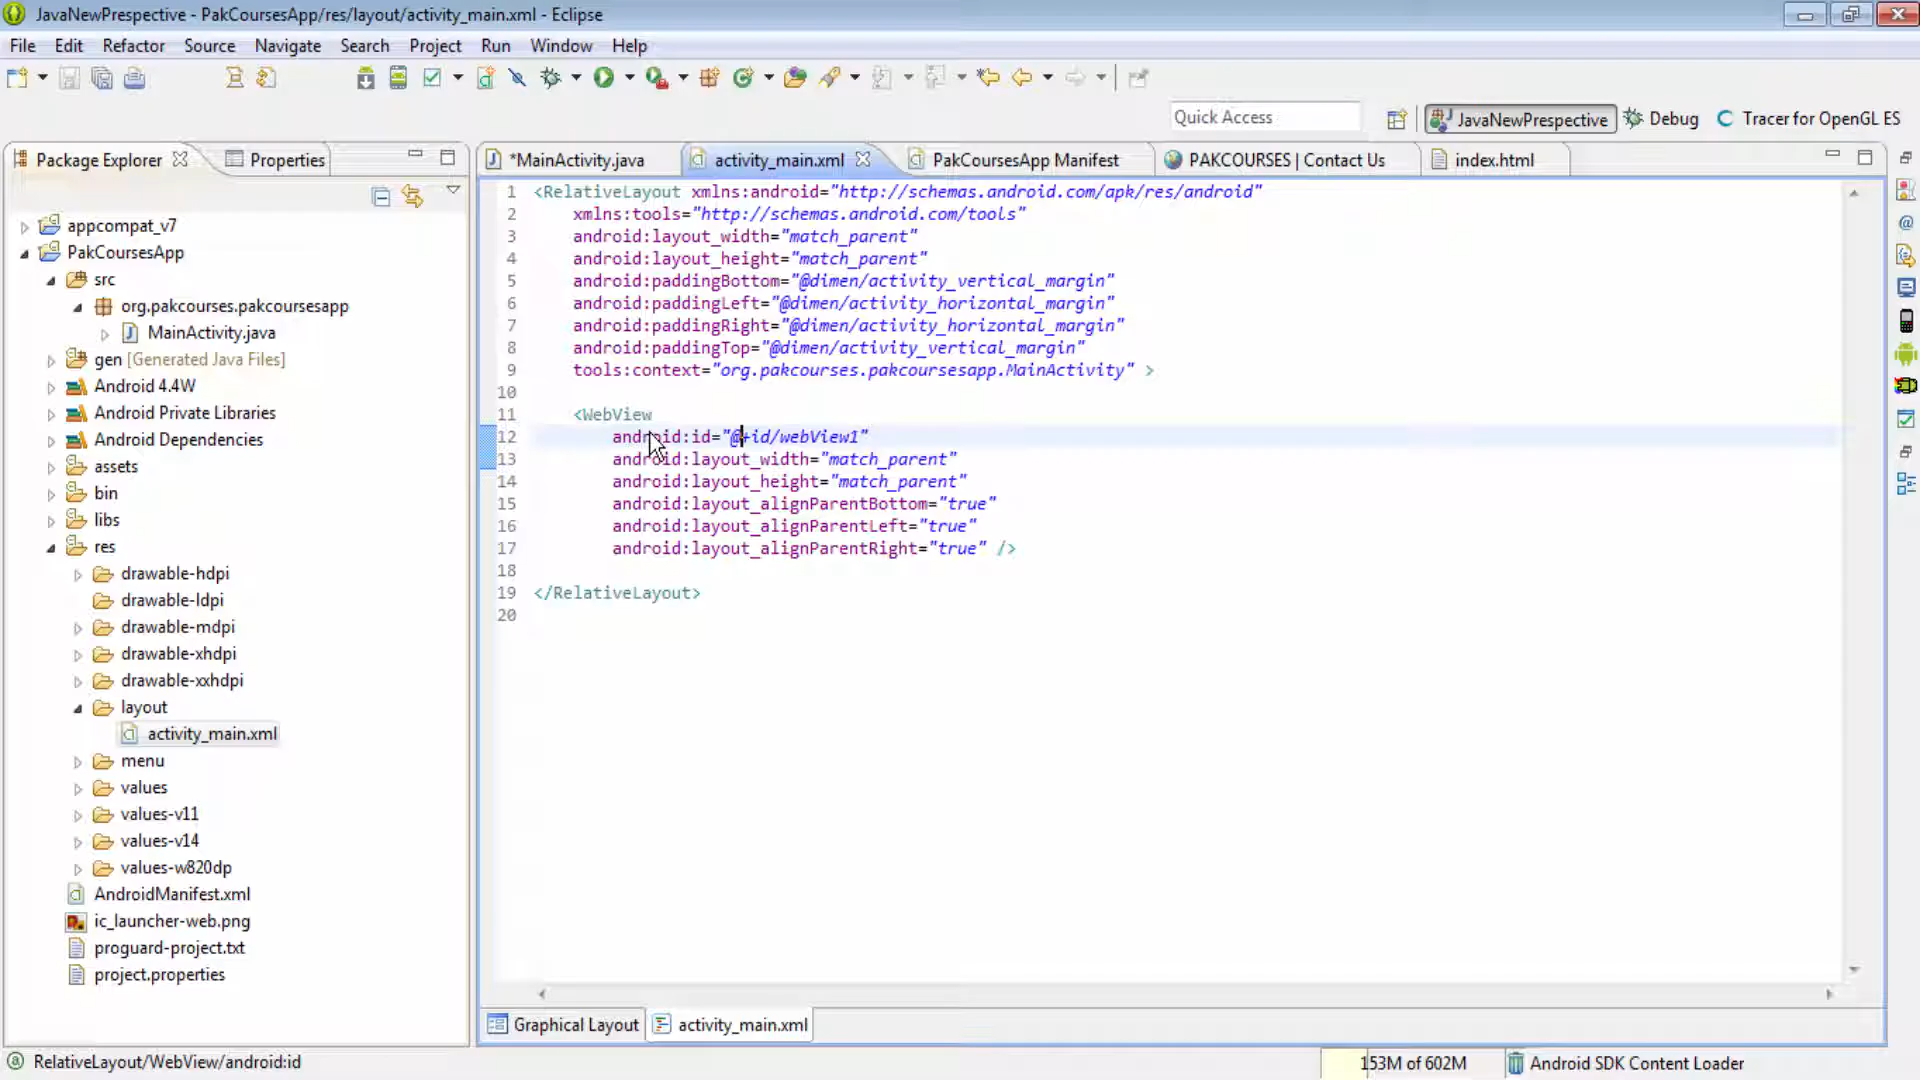 JavaNewPrespective - PakCoursesApp/res/layout/activity_main.xml - Eclipse
File Edit Refactor Source Navigate Search Project Run Window Help
Quick Access JavaNewPrespective Debug Tracer for OpenGL ES
Package Explorer Properties
*MainActivity.java activity_main.xml PakCoursesApp Manifest PAKCOURSES | Contact Us index.html
appcompat_v7
PakCoursesApp
src
org.pakcourses.pakcoursesapp
MainActivity.java
gen [Generated Java Files]
Android 4.4W
Android Private Libraries
Android Dependencies
assets
bin
libs
res
drawable-hdpi
drawable-ldpi
drawable-mdpi
drawable-xhdpi
drawable-xxhdpi
layout
activity_main.xml
menu
values
values-v11
values-v14
values-w820dp
AndroidManifest.xml
ic_launcher-web.png
proguard-project.txt
project.properties
1 <RelativeLayout xmlns:android="http://schemas.android.com/apk/res/android"
2 xmlns:tools="http://schemas.android.com/tools"
3 android:layout_width="match_parent"
4 android:layout_height="match_parent"
5 android:paddingBottom="@dimen/activity_vertical_margin"
6 android:paddingLeft="@dimen/activity_horizontal_margin"
7 android:paddingRight="@dimen/activity_horizontal_margin"
8 android:paddingTop="@dimen/activity_vertical_margin"
9 tools:context="org.pakcourses.pakcoursesapp.MainActivity" >
10
11 <WebView
12 android:id="@+id/webView1"
13 android:layout_width="match_parent"
14 android:layout_height="match_parent"
15 android:layout_alignParentBottom="true"
16 android:layout_alignParentLeft="true"
17 android:layout_alignParentRight="true" />
18
19 </RelativeLayout>
20
Graphical Layout activity_main.xml
RelativeLayout/WebView/android:id 153M of 602M Android SDK Content Loader